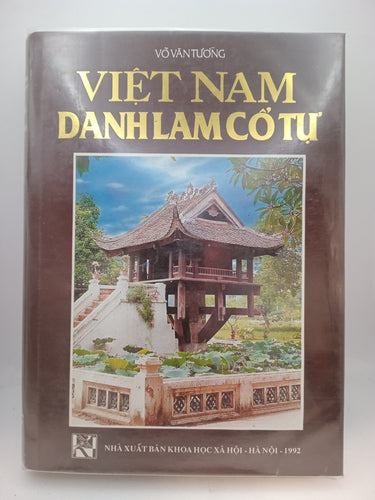 VÕ VĂN TƯỜNG
VIỆT NAM
DANH LAM CỔ TỰ
NHÀ XUẤT BẢN KHOA HỌC XÃ HỘI - HÀ NỘI - 1992